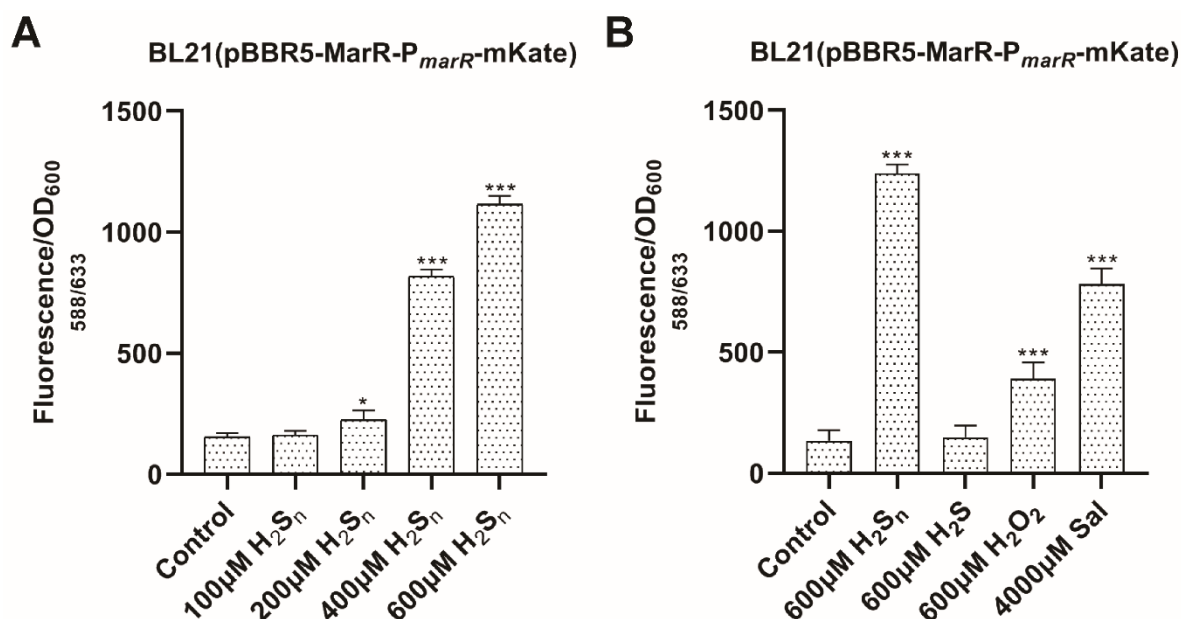 A
BL21(pBBR5-MarR-PmarR-mKate)
Fluorescence/OD600
588/633
1500
1000
500
0
*
***
***
Control
100µM H2Sn
200µM H2Sn
400µM H2Sn
600µM H2Sn
B
BL21(pBBR5-MarR-PmarR-mKate)
Fluorescence/OD600
588/633
1500
1000
500
0
***
***
***
Control
600µM H2Sn
600µM H2S
600µM H2O2
4000µM Sal